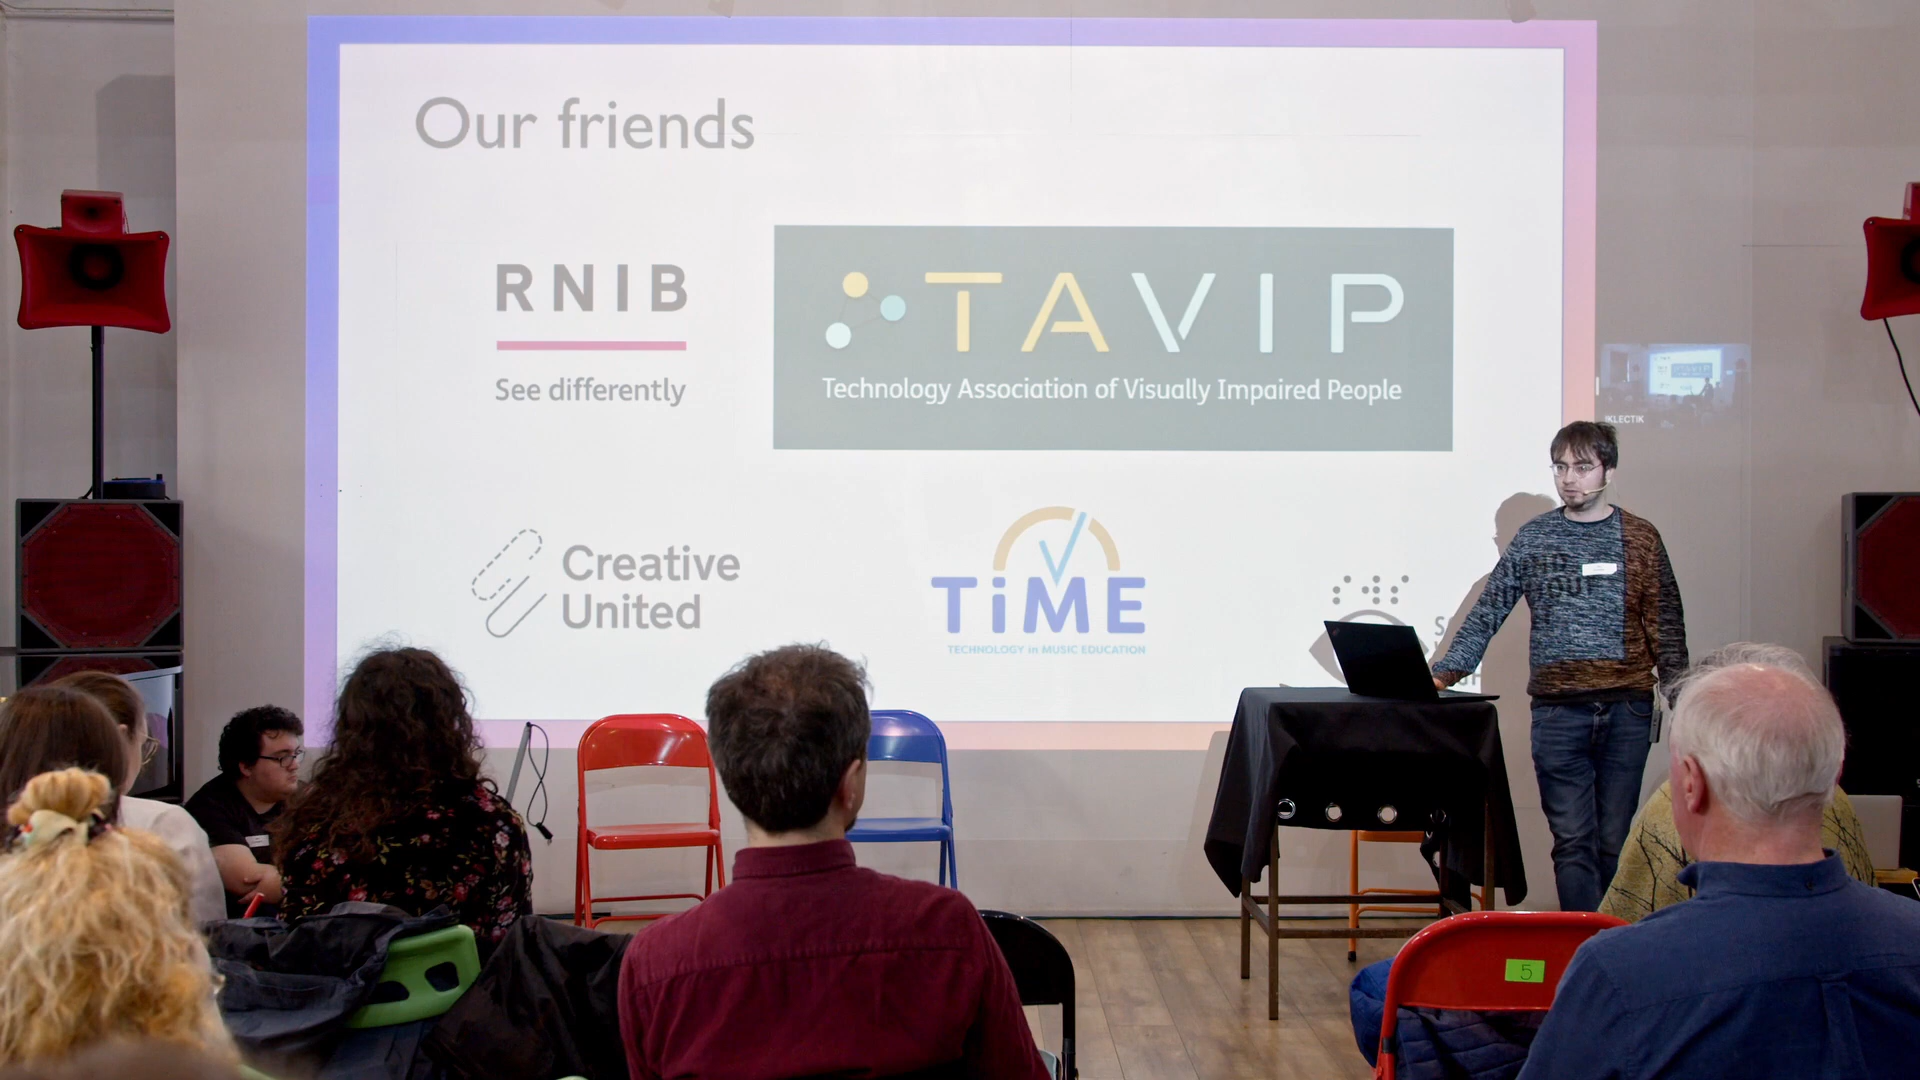 Our friends
RNIB
See differently
TAVIP
Technology Association of Visually Impaired People
IKLECTIK
Creative
United
TiME
TECHNOLOGY in MUSIC EDUCATION
5